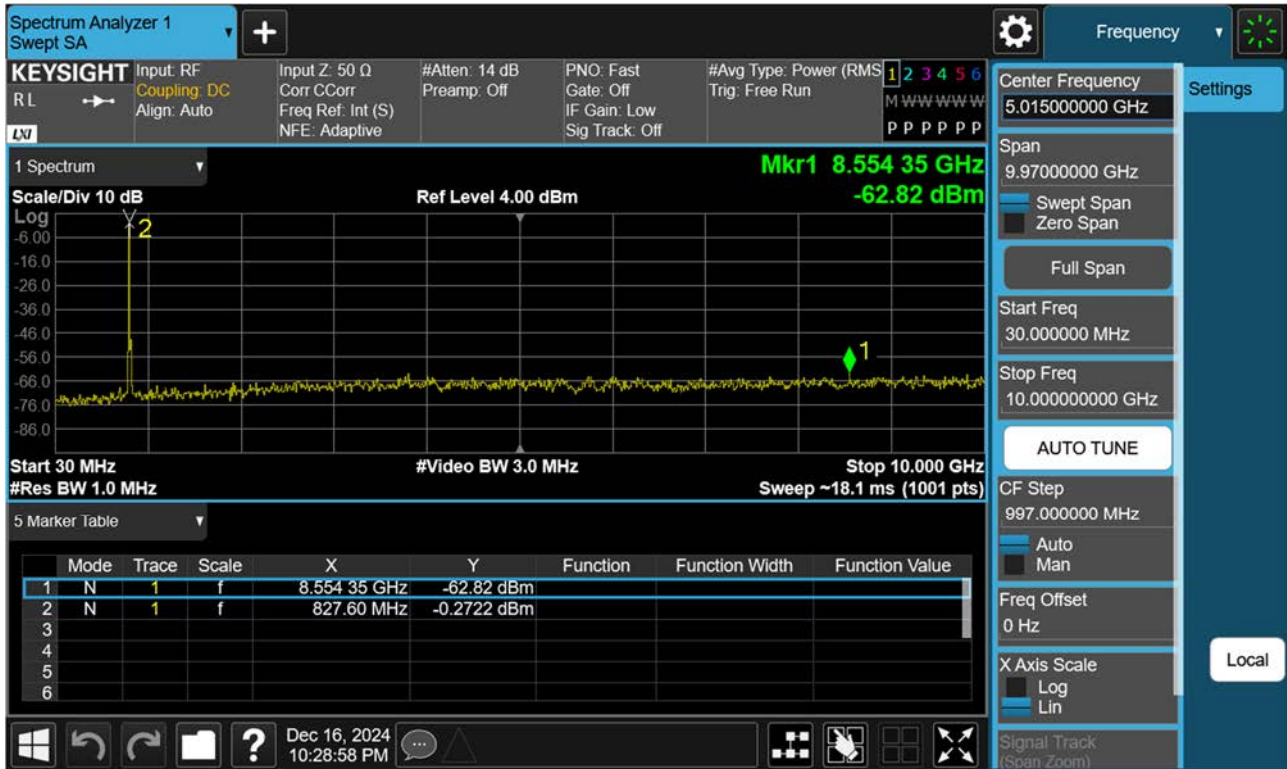 Spectrum Analyzer 1
Swept SA
+
Frequency
KEYSIGHT
RL
LXI
Input: RF
Coupling: DC
Align: Auto
Input Z: 50 Ω
Corr CCorr
Freq Ref: Int (S)
NFE: Adaptive
#Atten: 14 dB
Preamp: Off
PNO: Fast
Gate: Off
IF Gain: Low
Sig Track: Off
#Avg Type: Power (RMS
Trig: Free Run
1 2 3 4 5 6
M W W W W W
P P P P P P
1 Spectrum
Scale/Div 10 dB
Ref Level 4.00 dBm
Mkr1 8.554 35 GHz
-62.82 dBm
Log
-6.00
-16.0
-26.0
-36.0
-46.0
-56.0
-66.0
-76.0
-86.0
2
1
Start 30 MHz
#Video BW 3.0 MHz
Stop 10.000 GHz
#Res BW 1.0 MHz
Sweep ~18.1 ms (1001 pts)
5 Marker Table
Mode Trace Scale X Y Function Function Width Function Value
1 N 1 f 8.554 35 GHz -62.82 dBm
2 N 1 f 827.60 MHz -0.2722 dBm
3
4
5
6
?
Dec 16, 2024
10:28:58 PM
Center Frequency
5.015000000 GHz
Settings
Span
9.97000000 GHz
Swept Span
Zero Span
Full Span
Start Freq
30.000000 MHz
Stop Freq
10.000000000 GHz
AUTO TUNE
CF Step
997.000000 MHz
Auto
Man
Freq Offset
0 Hz
X Axis Scale
Log
Lin
Local
Signal Track
(Span Zoom)